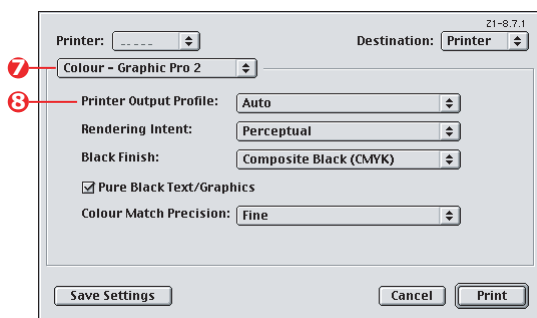 Z1-8.7.1
Printer: _ _ _ _ _ Destination: Printer
7 Colour - Graphic Pro 2
8 Printer Output Profile: Auto
Rendering Intent: Perceptual
Black Finish: Composite Black (CMYK)
Pure Black Text/Graphics
Colour Match Precision: Fine
Save Settings Cancel Print